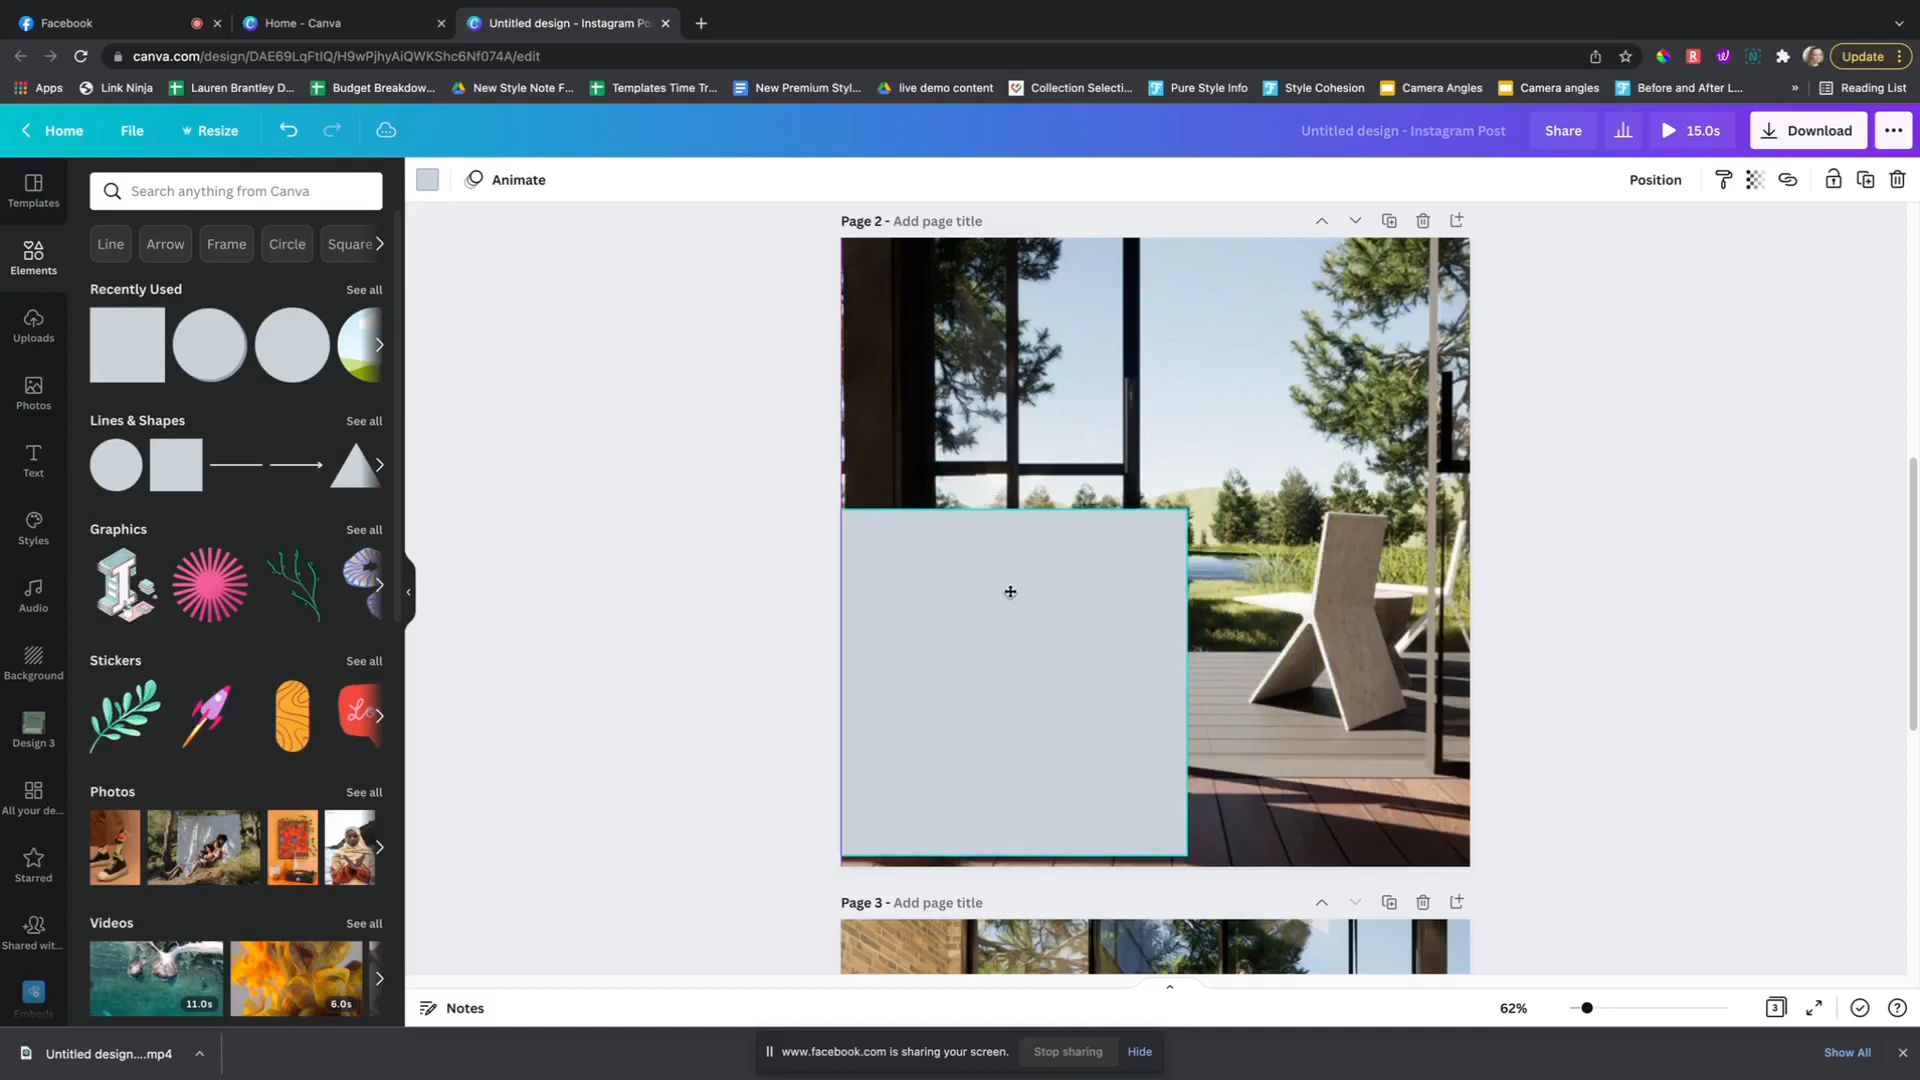 Facebook
Home - Canva
Untitled design - Instagram Po
canva.com/design/DAE69LqFtIQ/H9wPjhyAiQWKShc6Nf074A/edit
Update
Apps
Link Ninja
Lauren Brantley D...
Budget Breakdow...
New Style Note F...
Templates Time Tr...
New Premium Styl...
live demo content
Collection Selecti...
Pure Style Info
Style Cohesion
Camera Angles
Camera angles
Before and After L...
»
Reading List
Home
File
Resize
Untitled design - Instagram Post
Share
15.0s
Download
Templates
Elements
Uploads
Photos
Text
Styles
Audio
Background
Design 3
All your de...
Starred
Shared wit...
Embeds
Search anything from Canva
Line
Arrow
Frame
Circle
Square
Recently Used
See all
Lines & Shapes
See all
Graphics
See all
Stickers
See all
Lo
Photos
See all
Videos
See all
11.0s
6.0s
Animate
Position
Page 2 - Add page title
Page 3 - Add page title
Notes
62%
3
Untitled design....mp4
www.facebook.com is sharing your screen.
Stop sharing
Hide
Show All